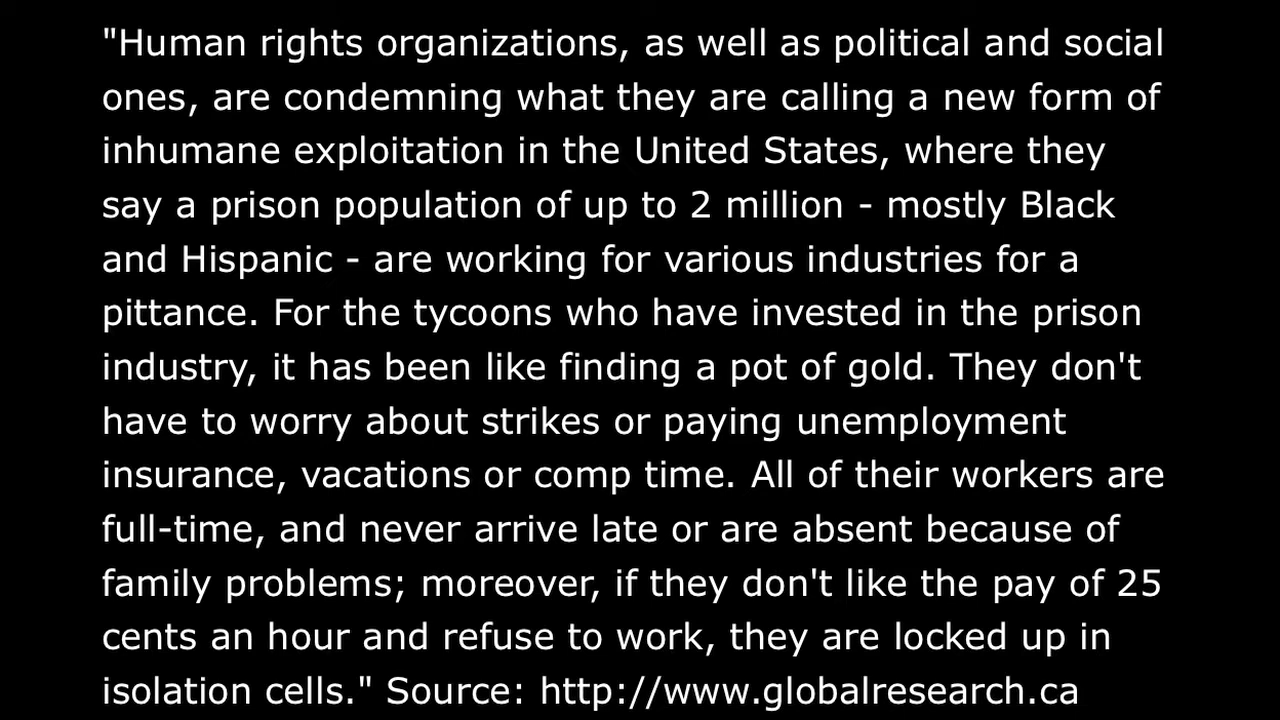 "Human rights organizations, as well as political and social
ones, are condemning what they are calling a new form of
inhumane exploitation in the United States, where they
say a prison population of up to 2 million - mostly Black
and Hispanic - are working for various industries for a
pittance. For the tycoons who have invested in the prison
industry, it has been like finding a pot of gold. They don't
have to worry about strikes or paying unemployment
insurance, vacations or comp time. All of their workers are
full-time, and never arrive late or are absent because of
family problems; moreover, if they don't like the pay of 25
cents an hour and refuse to work, they are locked up in
isolation cells." Source: http://www.globalresearch.ca